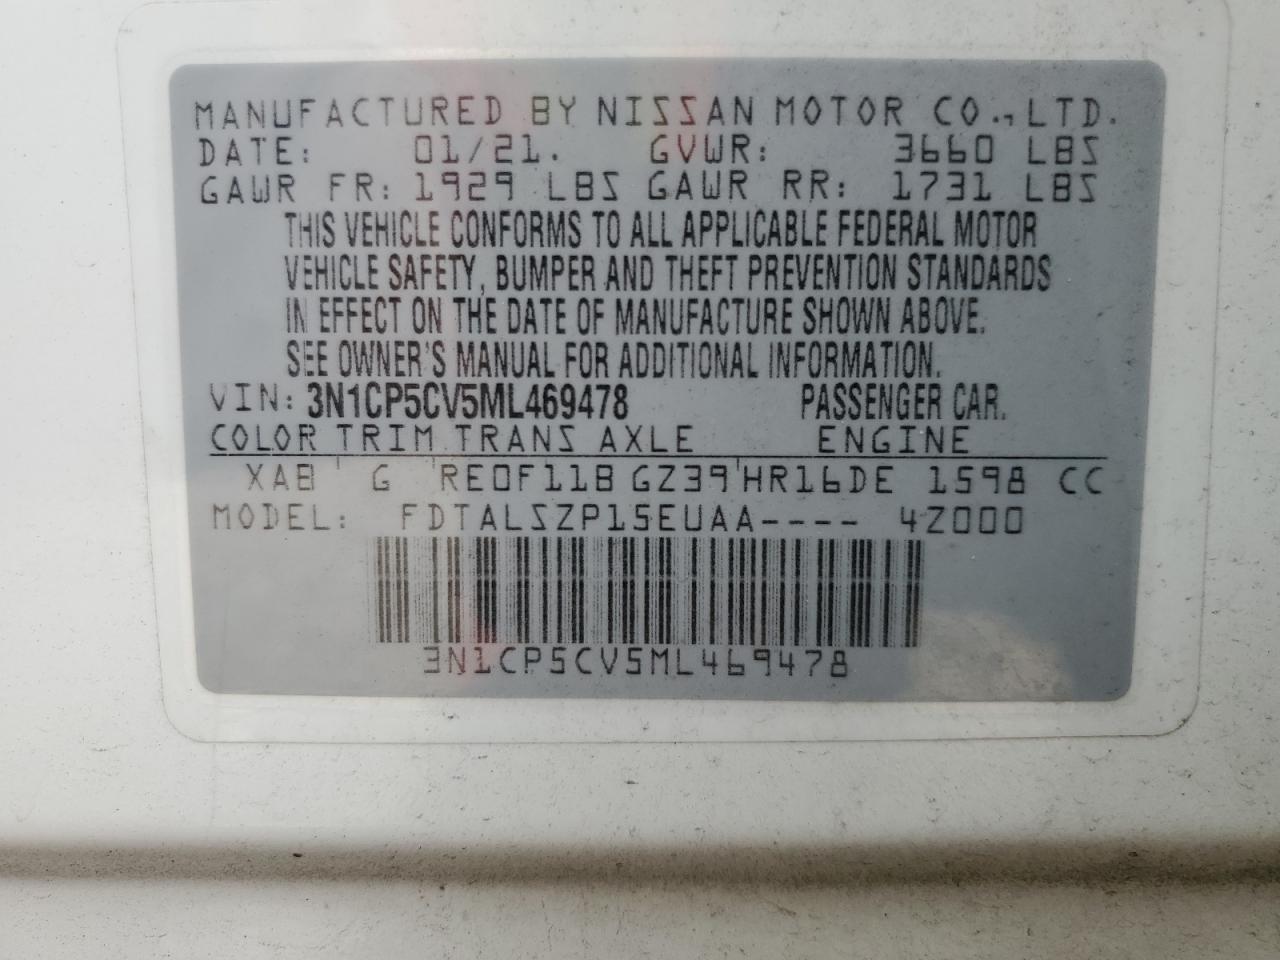 MANUFACTURED BY NISSAN MOTOR CO.,LTD.
DATE: 01/21. GVWR: 3660 LBS
GAWR FR: 1929 LBS GAWR RR: 1731 LBS
THIS VEHICLE CONFORMS TO ALL APPLICABLE FEDERAL MOTOR
VEHICLE SAFETY, BUMPER AND THEFT PREVENTION STANDARDS
IN EFFECT ON THE DATE OF MANUFACTURE SHOWN ABOVE.
SEE OWNER'S MANUAL FOR ADDITIONAL INFORMATION.
VIN: 3N1CP5CV5ML469478 PASSENGER CAR.
COLOR TRIM TRANS AXLE ENGINE
XAB G RE0F11B GZ39 HR16DE 1598 CC
MODEL: FDTALSZP15EUAA---- 4Z000
3N1CP5CV5ML469478